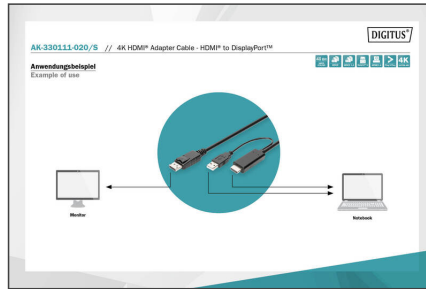 DIGITUS®
AK-330111-020/S // 4K HDMI® Adapter Cable - HDMI® to DisplayPort™
Anwendungsbeispiel
Example of use
4K
Monitor
Notebook